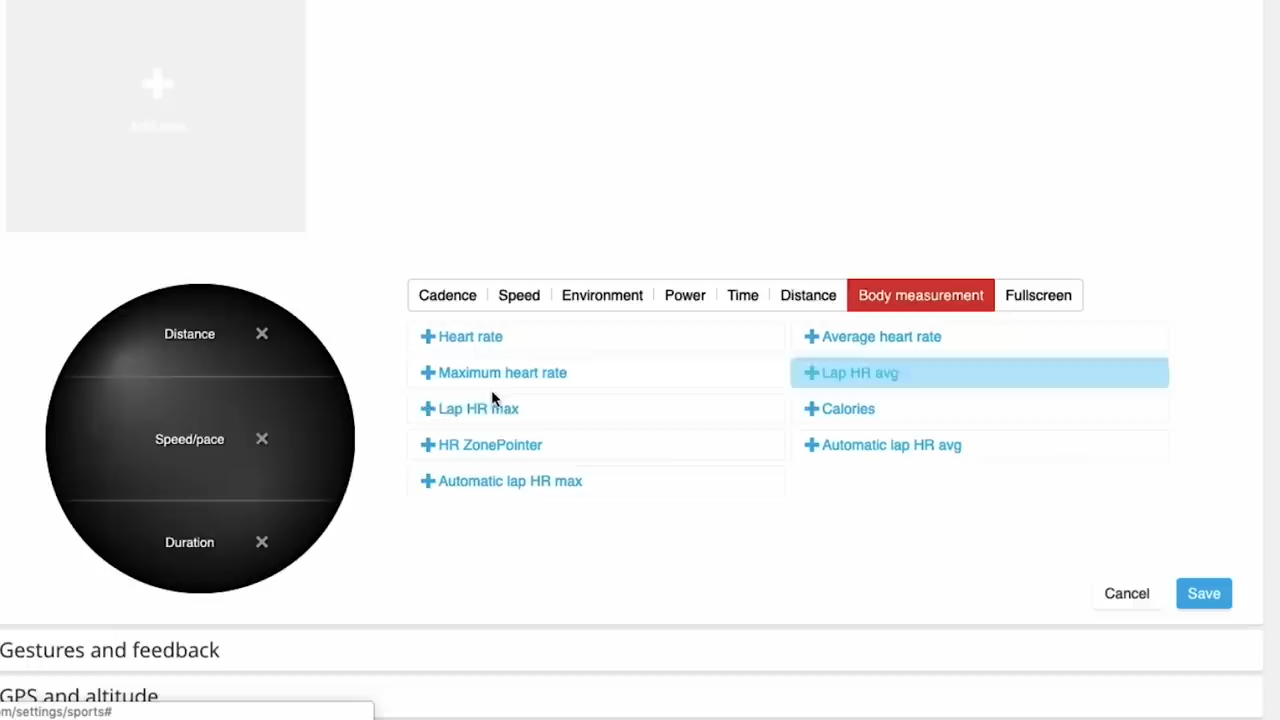 Cadence Speed Environment Power Time Distance Body measurement Fullscreen
Distance
Speed/pace
Duration
Heart rate
Average heart rate
Maximum heart rate
Lap HR avg
Lap HR max
Calories
HR ZonePointer
Automatic lap HR avg
Automatic lap HR max
Cancel Save
Gestures and feedback
GPS and altitude
m/settings/sports#